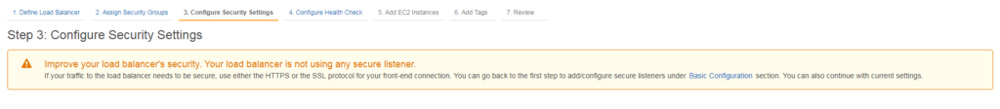 1. Define Load Balancer 2. Assign Security Groups 3. Configure Security Settings 4. Configure Health Check 5. Add EC2 Instances 6. Add Tags 7. Review
Step 3: Configure Security Settings
Improve your load balancer's security. Your load balancer is not using any secure listener.
If your traffic to the load balancer needs to be secure, use either the HTTPS or the SSL protocol for your front-end connection. You can go back to the first step to add/configure secure listeners under Basic Configuration section. You can also continue with current settings.